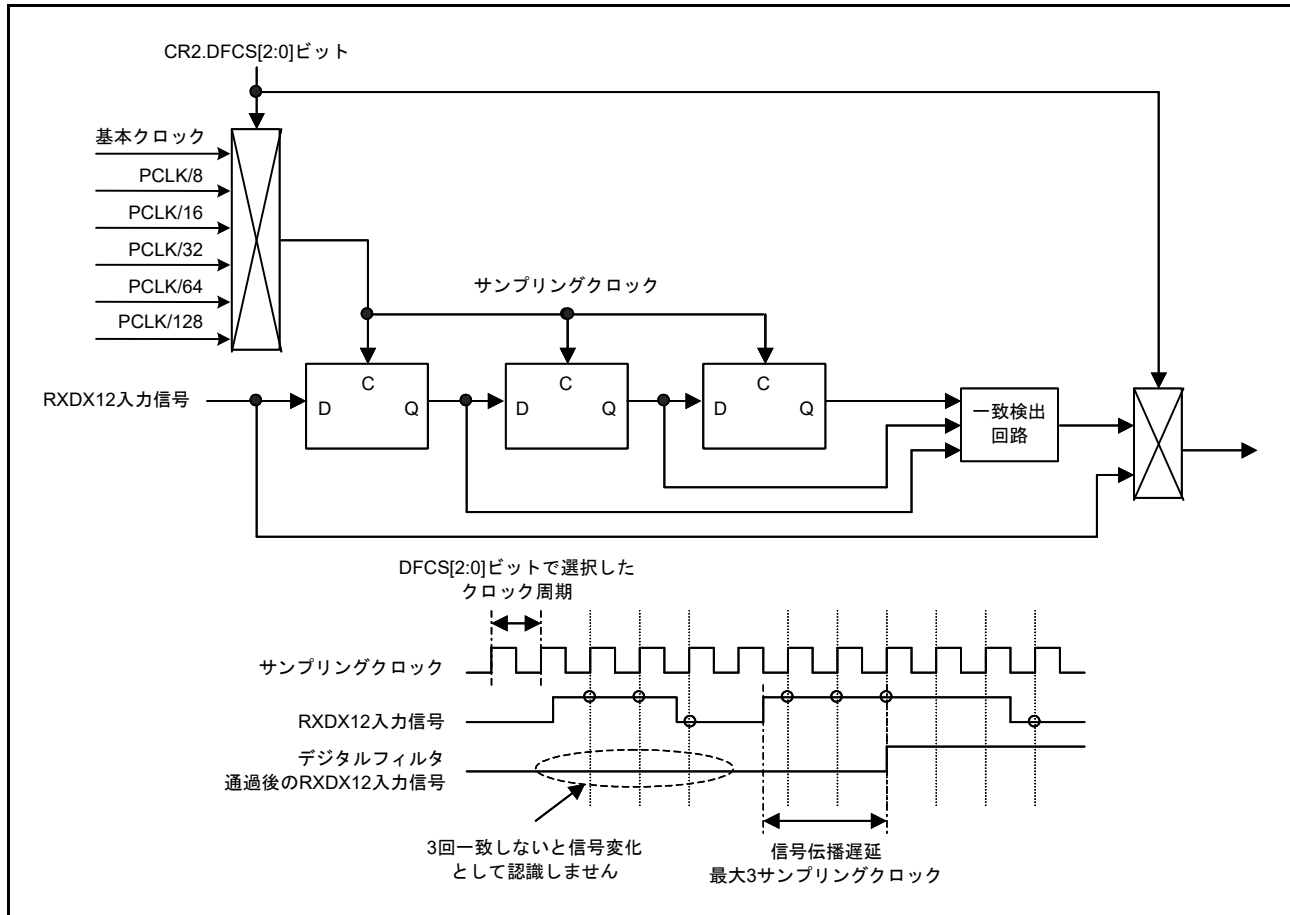 CR2.DFCS[2:0]ビット
基本クロック
PCLK/8
PCLK/16
PCLK/32
PCLK/64
PCLK/128
サンプリングクロック
RXDX12入力信号
C
D
Q
C
D
Q
C
D
Q
一致検出
回路
DFCS[2:0]ビットで選択した
クロック周期
サンプリングクロック
RXDX12入力信号
デジタルフィルタ
通過後のRXDX12入力信号
3回一致しないと信号変化
として認識しません
信号伝播遅延
最大3サンプリングクロック